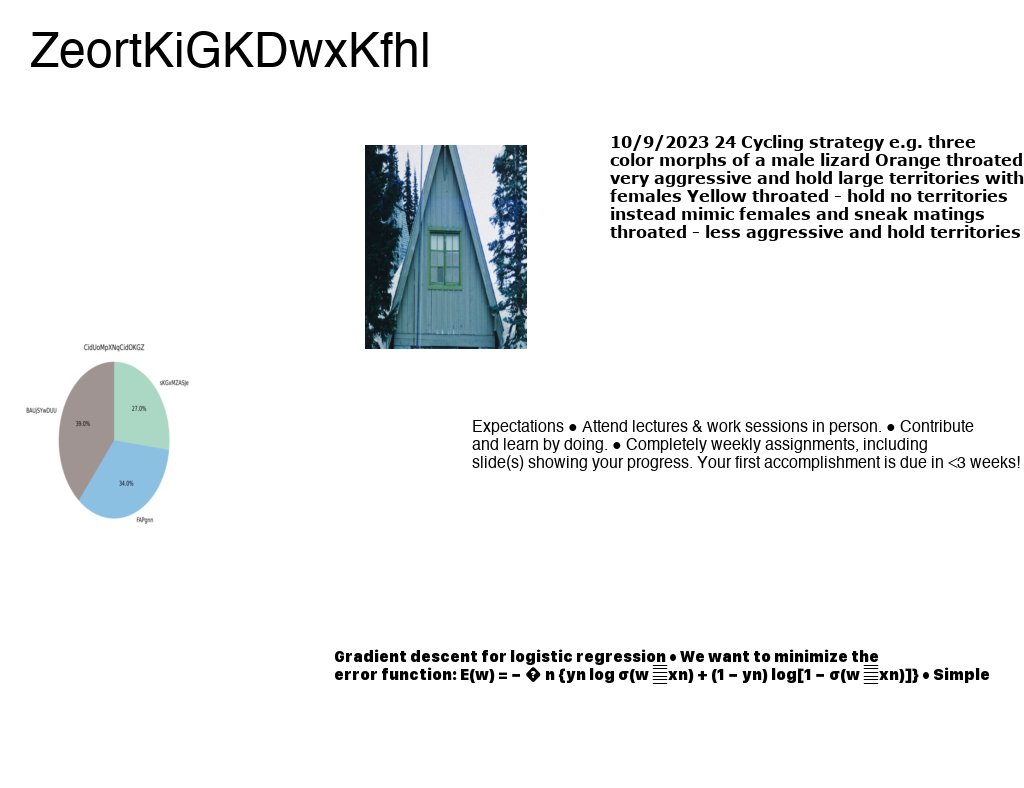 ZeortKiGKDwxKfhl
10/9/2023 24 Cycling strategy e.g. three
color morphs of a male lizard Orange throated
very aggressive and hold large territories with
females Yellow throated – hold no territories
instead mimic females and sneak matings
throated – less aggressive and hold territories
CidUoMpXNqCidOKGZ
27.0%
39.0%
34.0%
FAPgnn
Expectations ● Attend lectures & work sessions in person. ● Contribute
and learn by doing. ● Completely weekly assignments, including
slide(s) showing your progress. Your first accomplishment is due in <3 weeks!
Gradient descent for logistic regression • We want to minimize the
error function: E(w) = – � n {yn log σ(w xn) + (1 – yn) log[1 – σ(w xn)]} • Simple